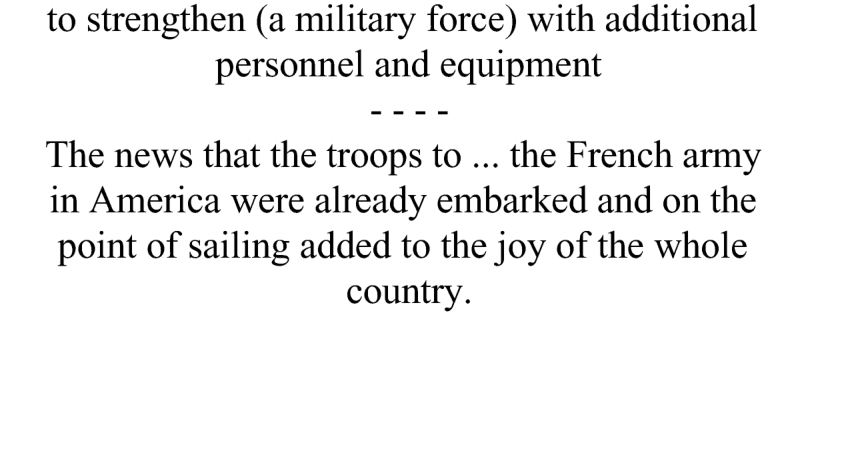 to strengthen (a military force) with additional
personnel and equipment
- - - -
The news that the troops to ... the French army
in America were already embarked and on the
point of sailing added to the joy of the whole
country.